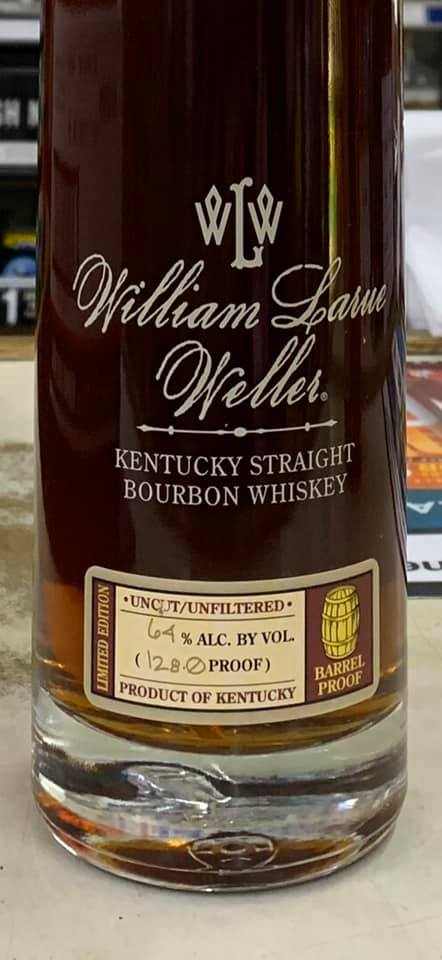 WLW
William Larue
Weller®
KENTUCKY STRAIGHT
BOURBON WHISKEY
LIMITED EDITION
•UNCUT/UNFILTERED•
64 % ALC. BY VOL.
(128.0 PROOF)
PRODUCT OF KENTUCKY
BARREL
PROOF